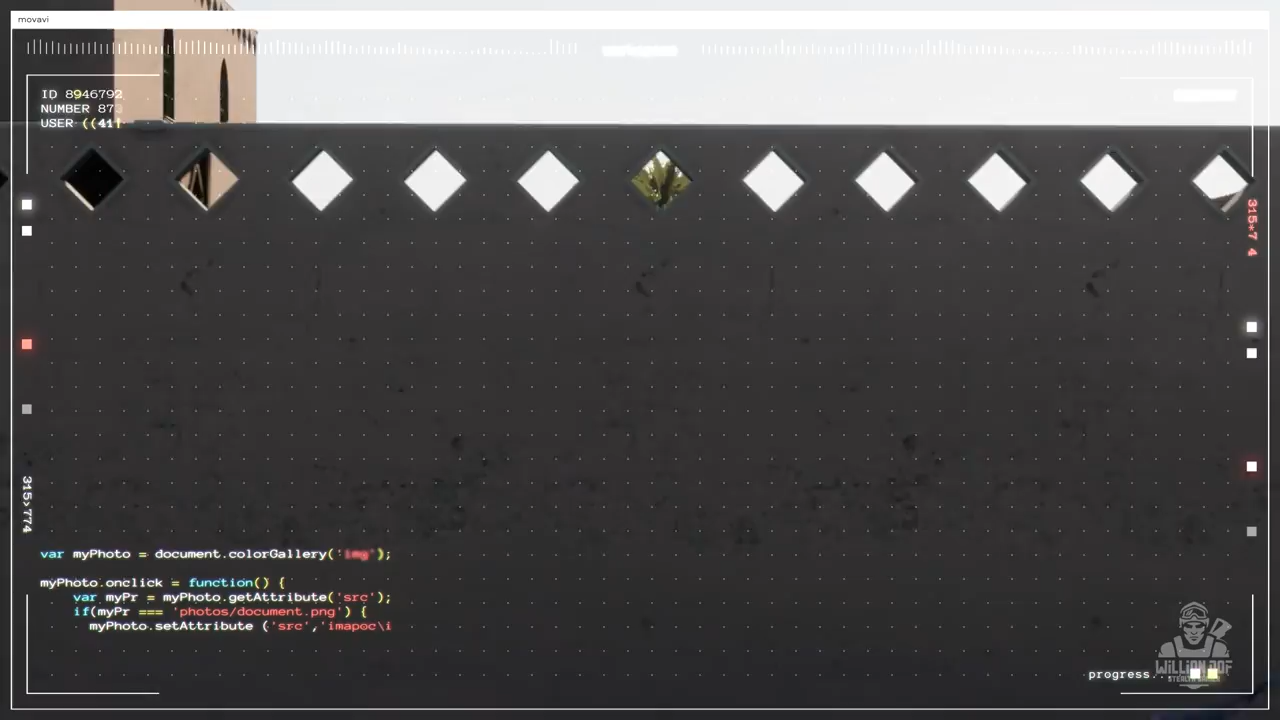 movavi
ID 8946792
NUMBER 873
USER ((41!
315*7 4
315>774
var myPhoto = document.colorGallery('img');
myPhoto.onclick = function() {
var myPr = myPhoto.getAttribute('src');
if(myPr === 'photos/document.png') {
myPhoto.setAttribute ('src','imapoc\i
progress..